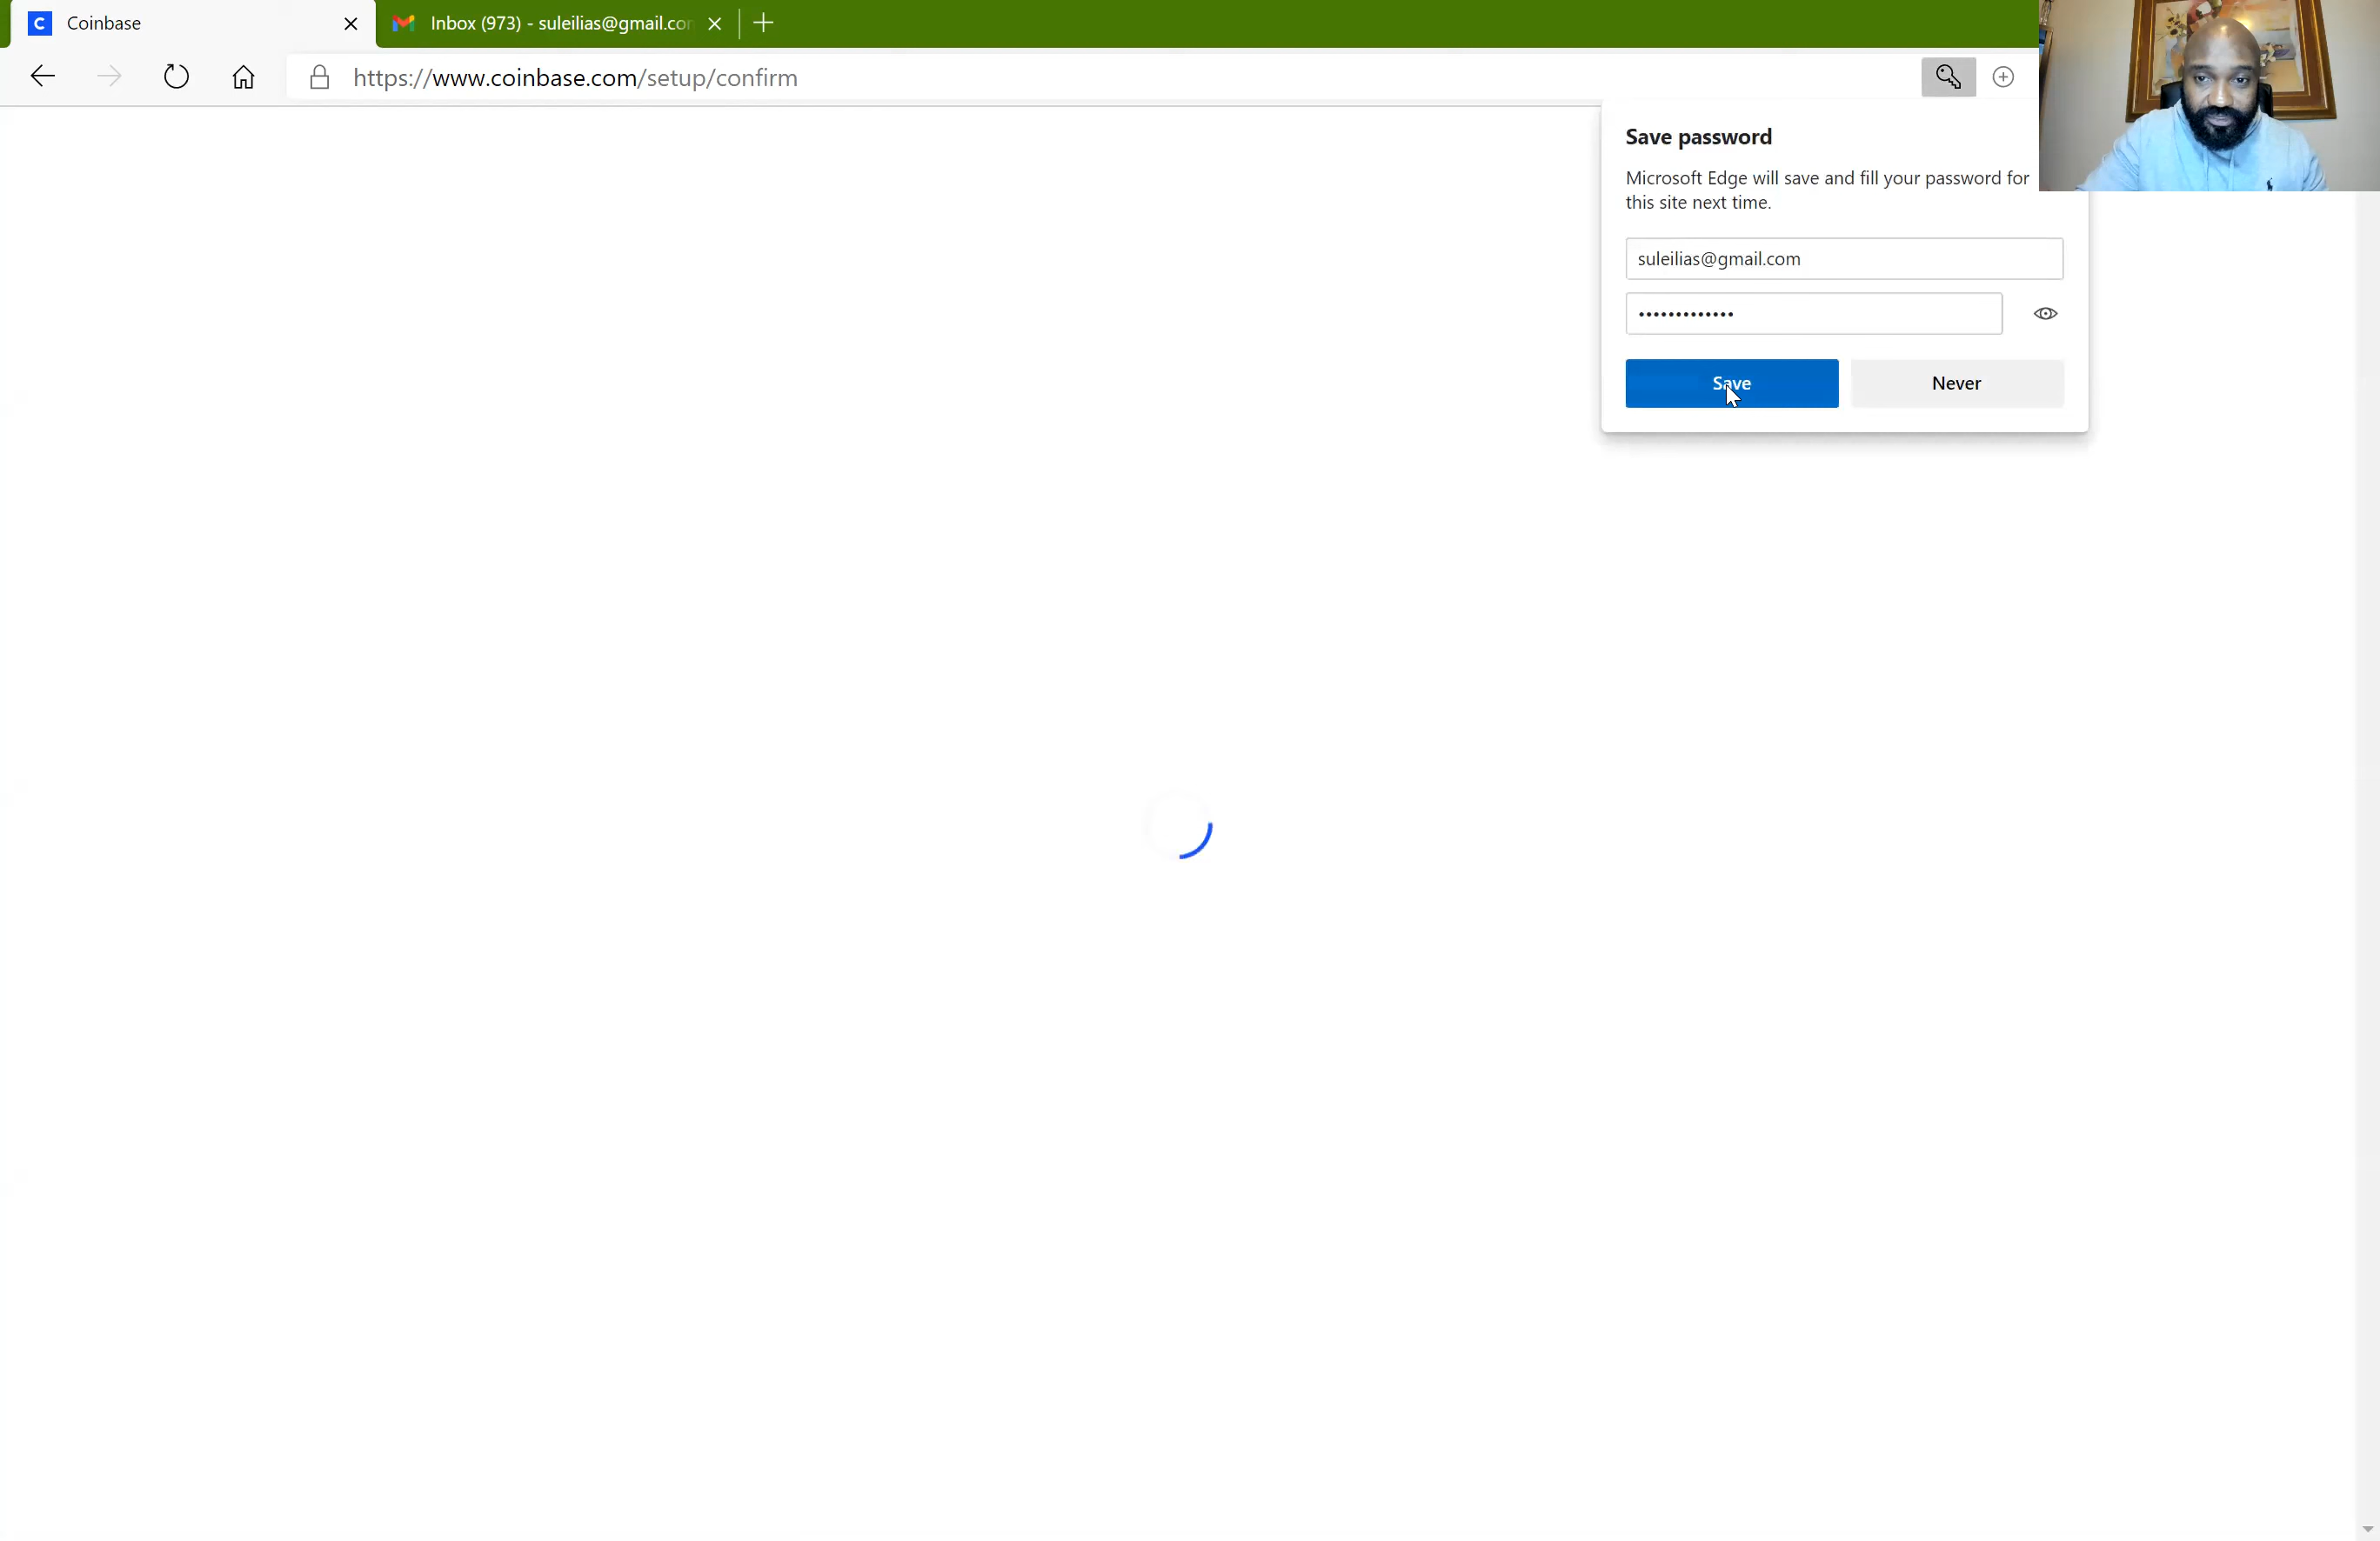 Coinbase
Inbox (973) - suleilias@gmail.con
https://www.coinbase.com/setup/confirm
Save password
Microsoft Edge will save and fill your password for
this site next time.
suleilias@gmail.com
•••••••••••••
Save
Never